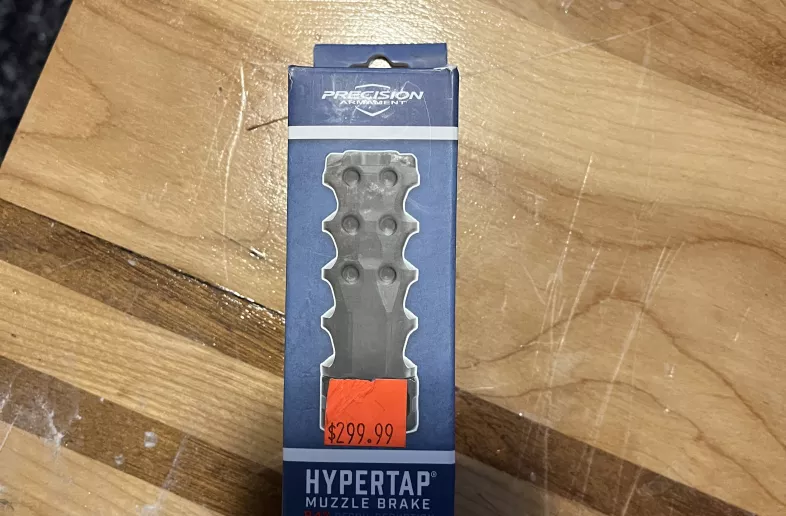 PRECISION
ARMAMENT
$299.99
HYPERTAP®
MUZZLE BRAKE